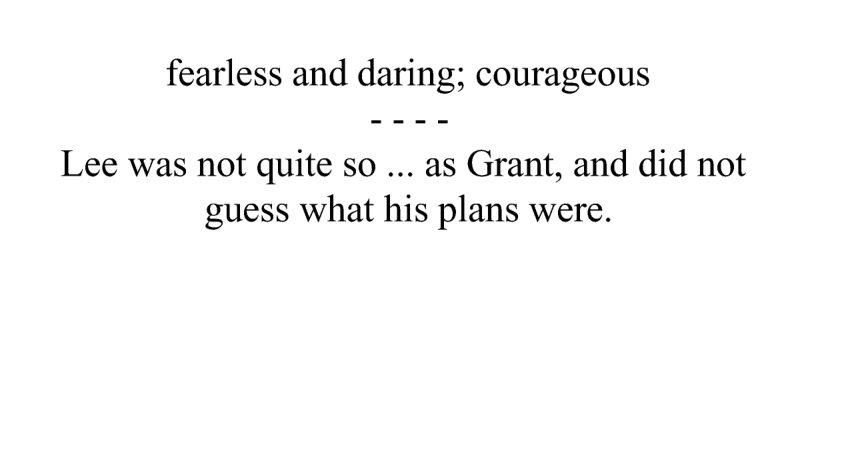 fearless and daring; courageous
- - - -
Lee was not quite so ... as Grant, and did not
guess what his plans were.